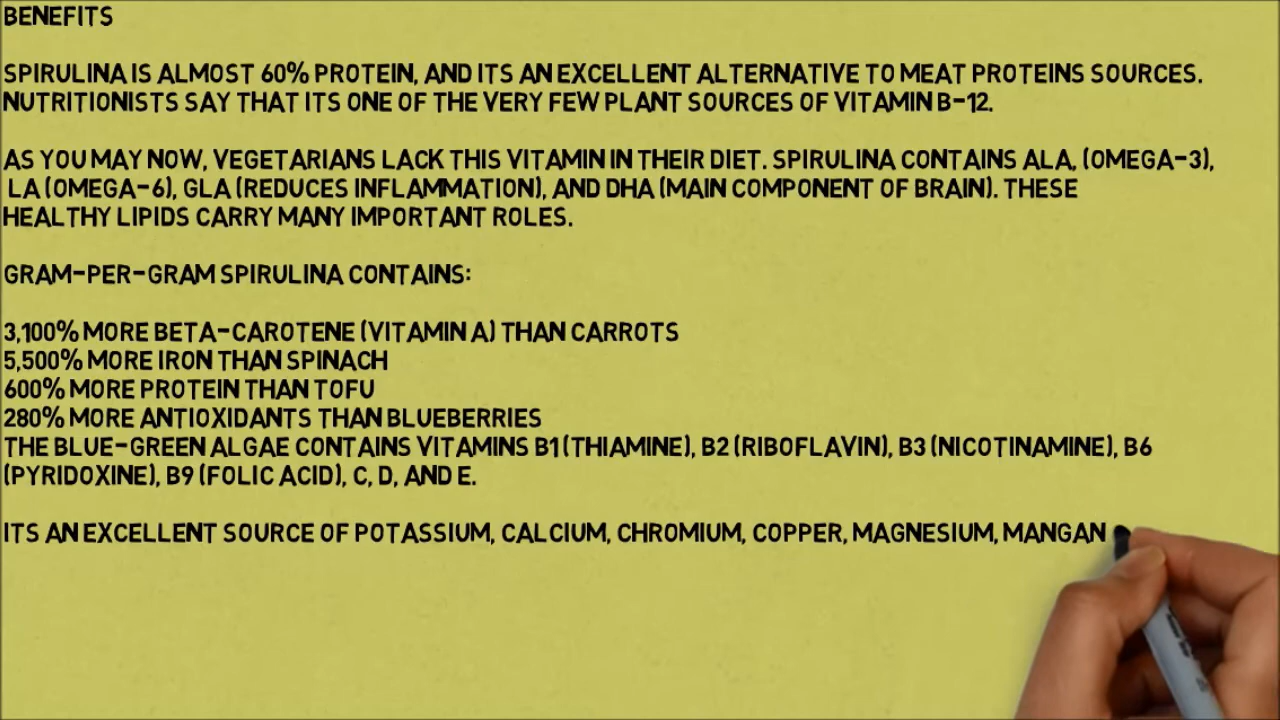 BENEFITS
SPIRULINA IS ALMOST 60% PROTEIN, AND ITS AN EXCELLENT ALTERNATIVE TO MEAT PROTEINS SOURCES.
NUTRITIONISTS SAY THAT ITS ONE OF THE VERY FEW PLANT SOURCES OF VITAMIN B-12.
AS YOU MAY NOW, VEGETARIANS LACK THIS VITAMIN IN THEIR DIET. SPIRULINA CONTAINS ALA, (OMEGA-3),
LA (OMEGA-6), GLA (REDUCES INFLAMMATION), AND DHA (MAIN COMPONENT OF BRAIN). THESE
HEALTHY LIPIDS CARRY MANY IMPORTANT ROLES.
GRAM-PER-GRAM SPIRULINA CONTAINS:
3,100% MORE BETA-CAROTENE (VITAMIN A) THAN CARROTS
5,500% MORE IRON THAN SPINACH
600% MORE PROTEIN THAN TOFU
280% MORE ANTIOXIDANTS THAN BLUEBERRIES
THE BLUE-GREEN ALGAE CONTAINS VITAMINS B1 (THIAMINE), B2 (RIBOFLAVIN), B3 (NICOTINAMINE), B6
(PYRIDOXINE), B9 (FOLIC ACID), C, D, AND E.
ITS AN EXCELLENT SOURCE OF POTASSIUM, CALCIUM, CHROMIUM, COPPER, MAGNESIUM, MANGAN